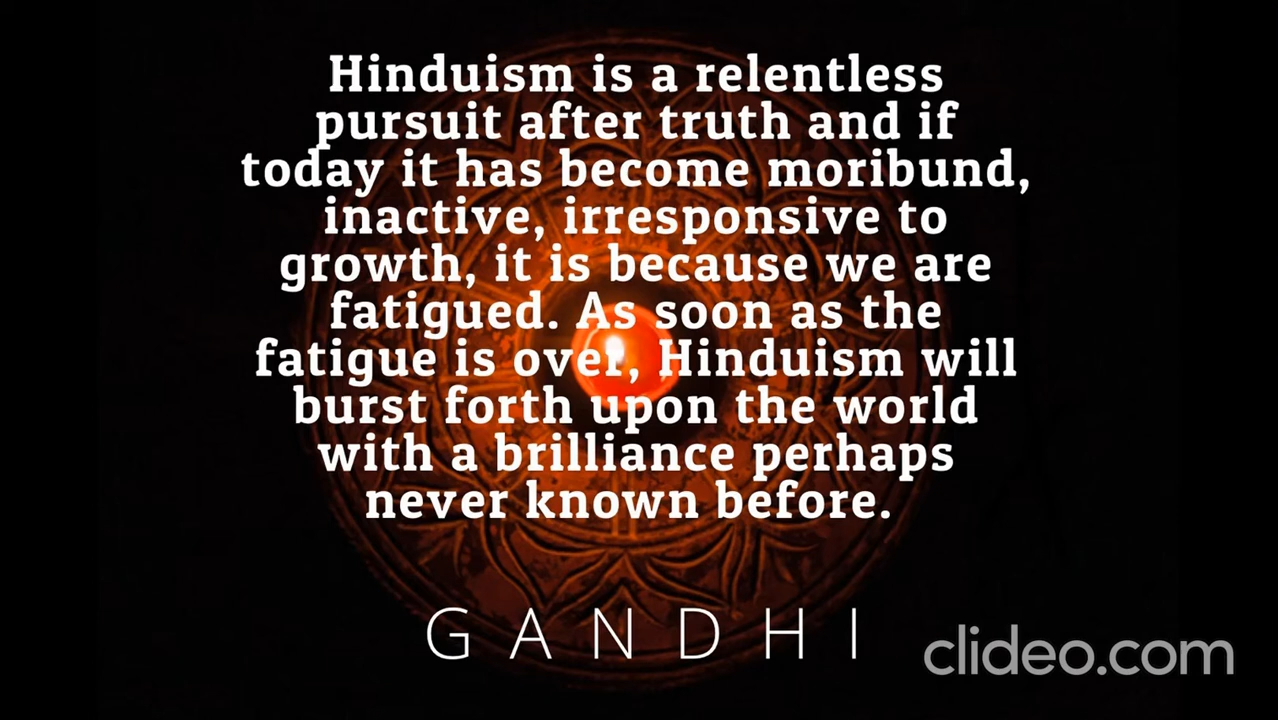 Hinduism is a relentless
pursuit after truth and if
today it has become moribund,
inactive, irresponsive to
growth, it is because we are
fatigued. As soon as the
fatigue is over, Hinduism will
burst forth upon the world
with a brilliance perhaps
never known before.
GANDHI
clideo.com